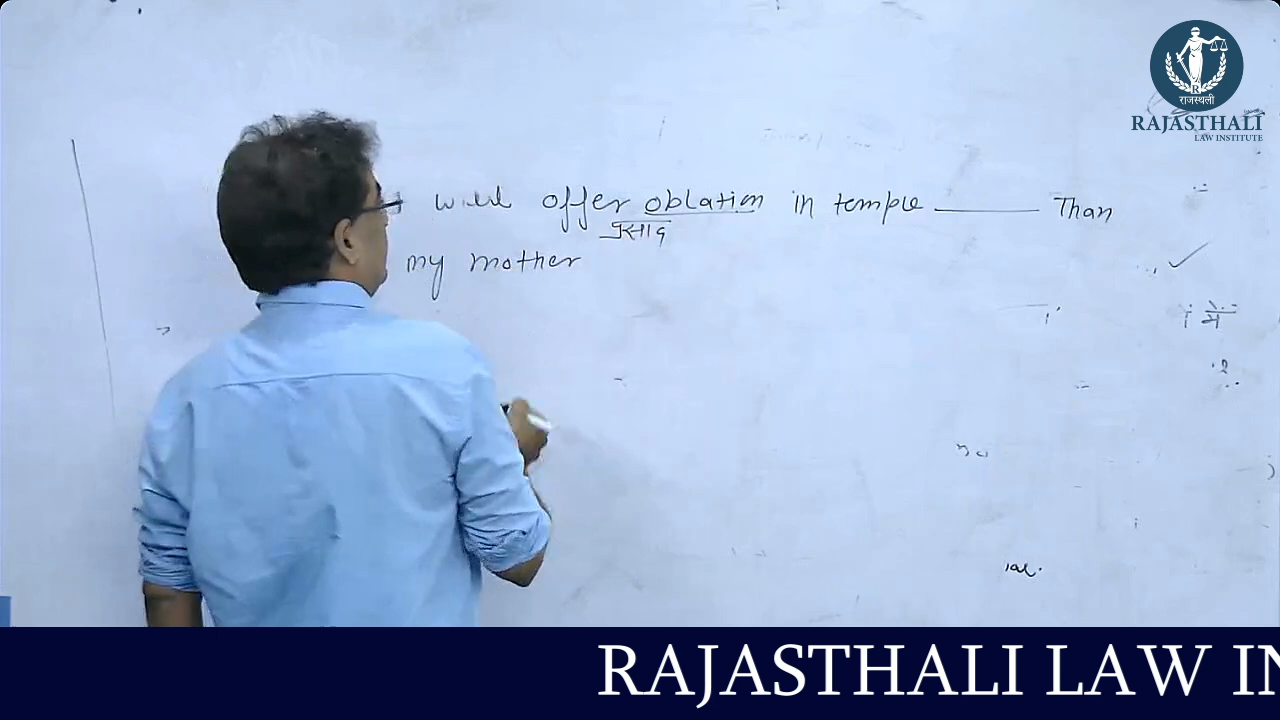 राजस्थली
RAJASTHALI
LAW INSTITUTE
will offer oblation in temple ______ Than
प्रसाद
my mother
RAJASTHALI LAW IN